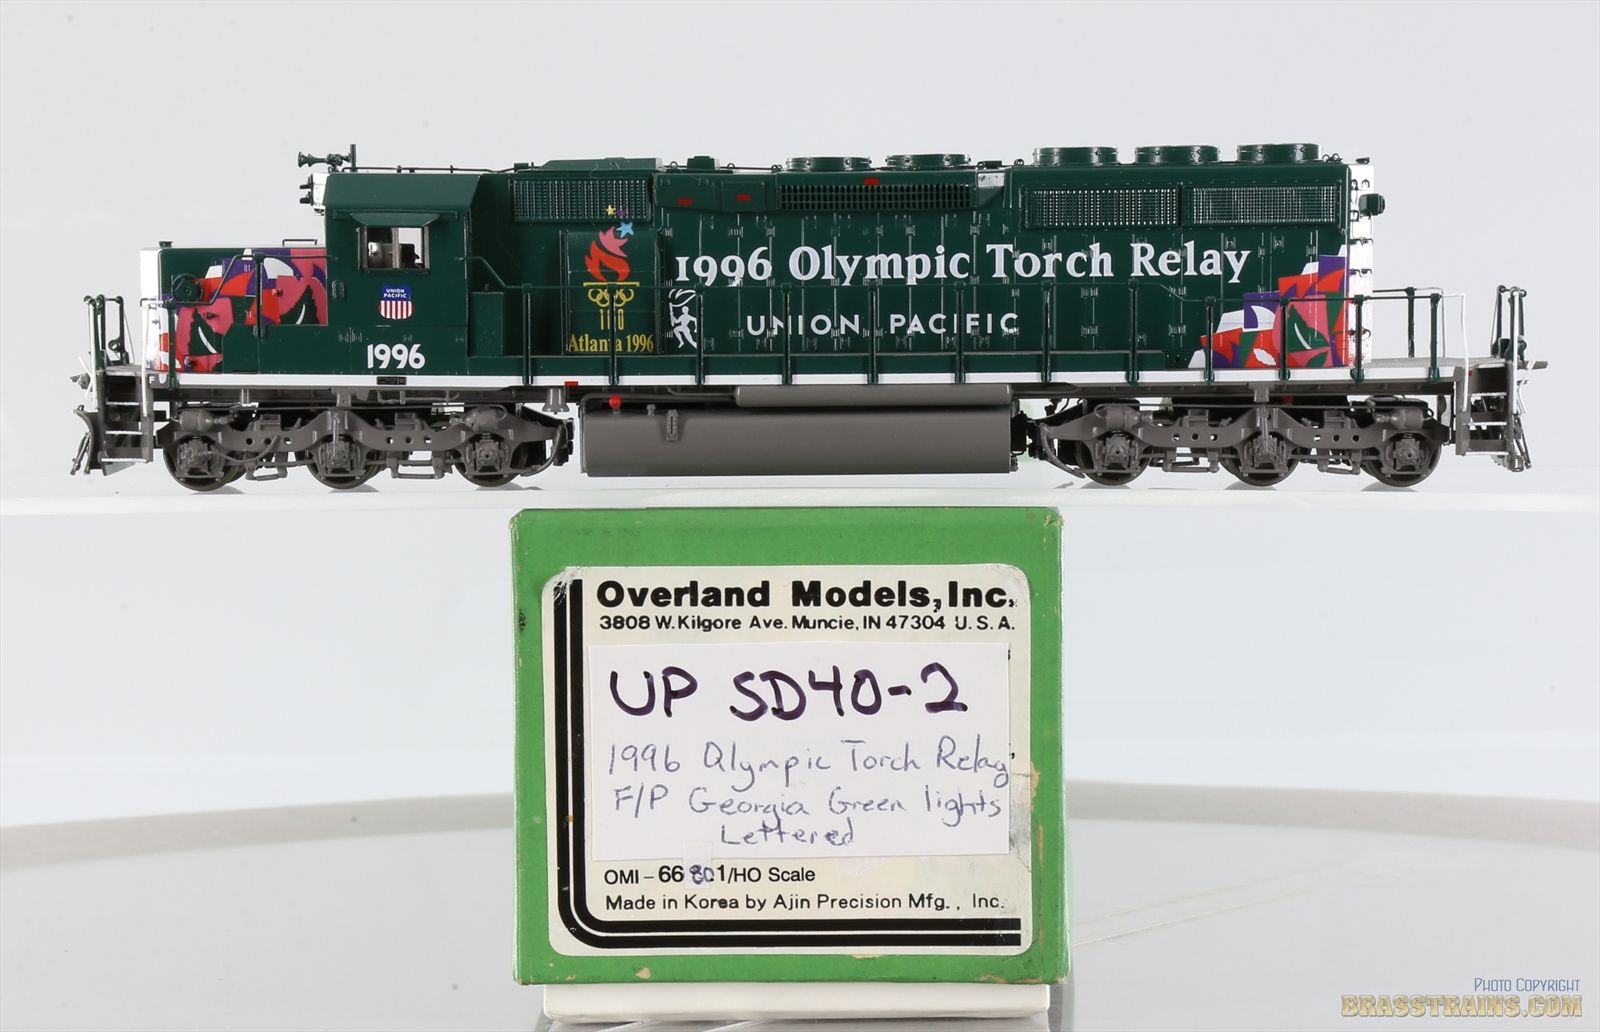 1996 Olympic Torch Relay
UNION PACIFIC
UNION
PACIFIC
1996
100
Atlanta 1996
F
Overland Models, Inc.
3808 W. Kilgore Ave. Muncie, IN 47304 U.S.A.
UP SD40-2
1996 Olympic Torch Relay
F/P Georgia Green lights
Lettered
OMI-66801/HO Scale
Made in Korea by Ajin Precision Mfg., Inc.
PHOTO COPYRIGHT
BRASSTRAINS.COM